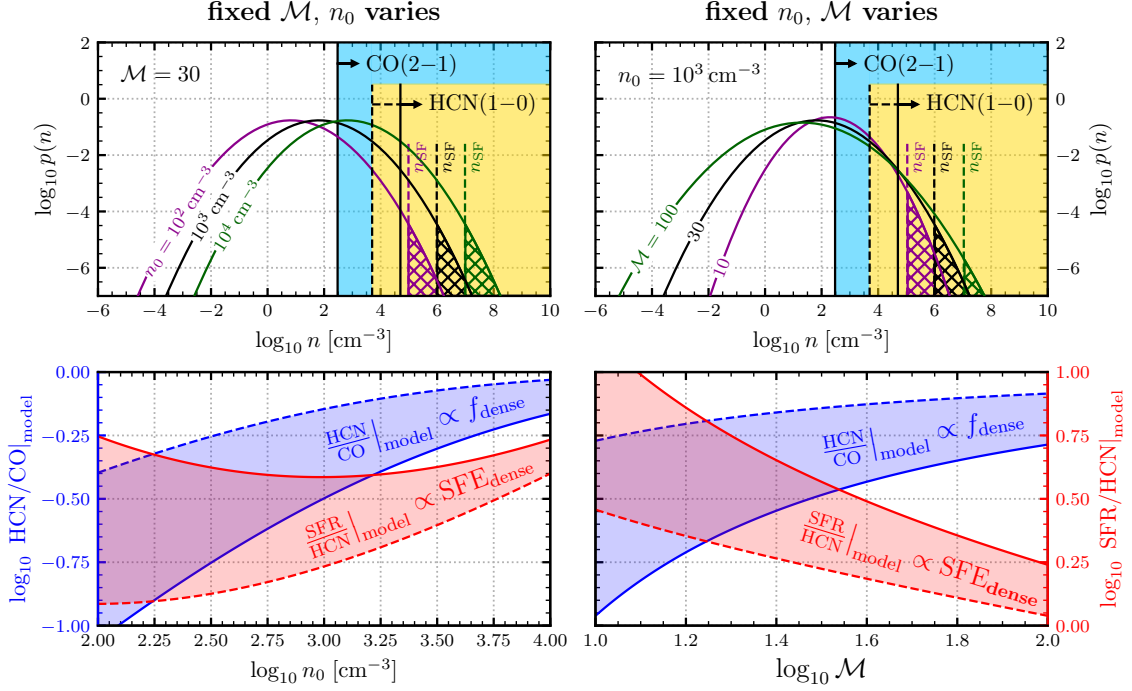 fixed ℳ, n₀ varies
fixed n₀, ℳ varies
2
0
−2
−4
−6
log₁₀ p(n)
ℳ = 30
CO(2−1)
HCN(1−0)
n_SF
n_SF
n_SF
n₀ = 10² cm⁻³
10³ cm⁻³
10⁴ cm⁻³
−6 −4 −2 0 2 4 6 8 10
log₁₀ n [cm⁻³]
n₀ = 10³ cm⁻³
CO(2−1)
HCN(1−0)
n_SF
n_SF
n_SF
ℳ = 100
30
10
2
0
−2
−4
−6
log₁₀ p(n)
−6 −4 −2 0 2 4 6 8 10
log₁₀ n [cm⁻³]
0.00
−0.25
−0.50
−0.75
−1.00
log₁₀ HCN/CO|model
HCN/CO|model ∝ f_dense
SFR/HCN|model ∝ SFE_dense
2.00 2.25 2.50 2.75 3.00 3.25 3.50 3.75 4.00
log₁₀ n₀ [cm⁻³]
HCN/CO|model ∝ f_dense
SFR/HCN|model ∝ SFE_dense
1.00
0.75
0.50
0.25
0.00
log₁₀ SFR/HCN|model
1.0 1.2 1.4 1.6 1.8 2.0
log₁₀ ℳ